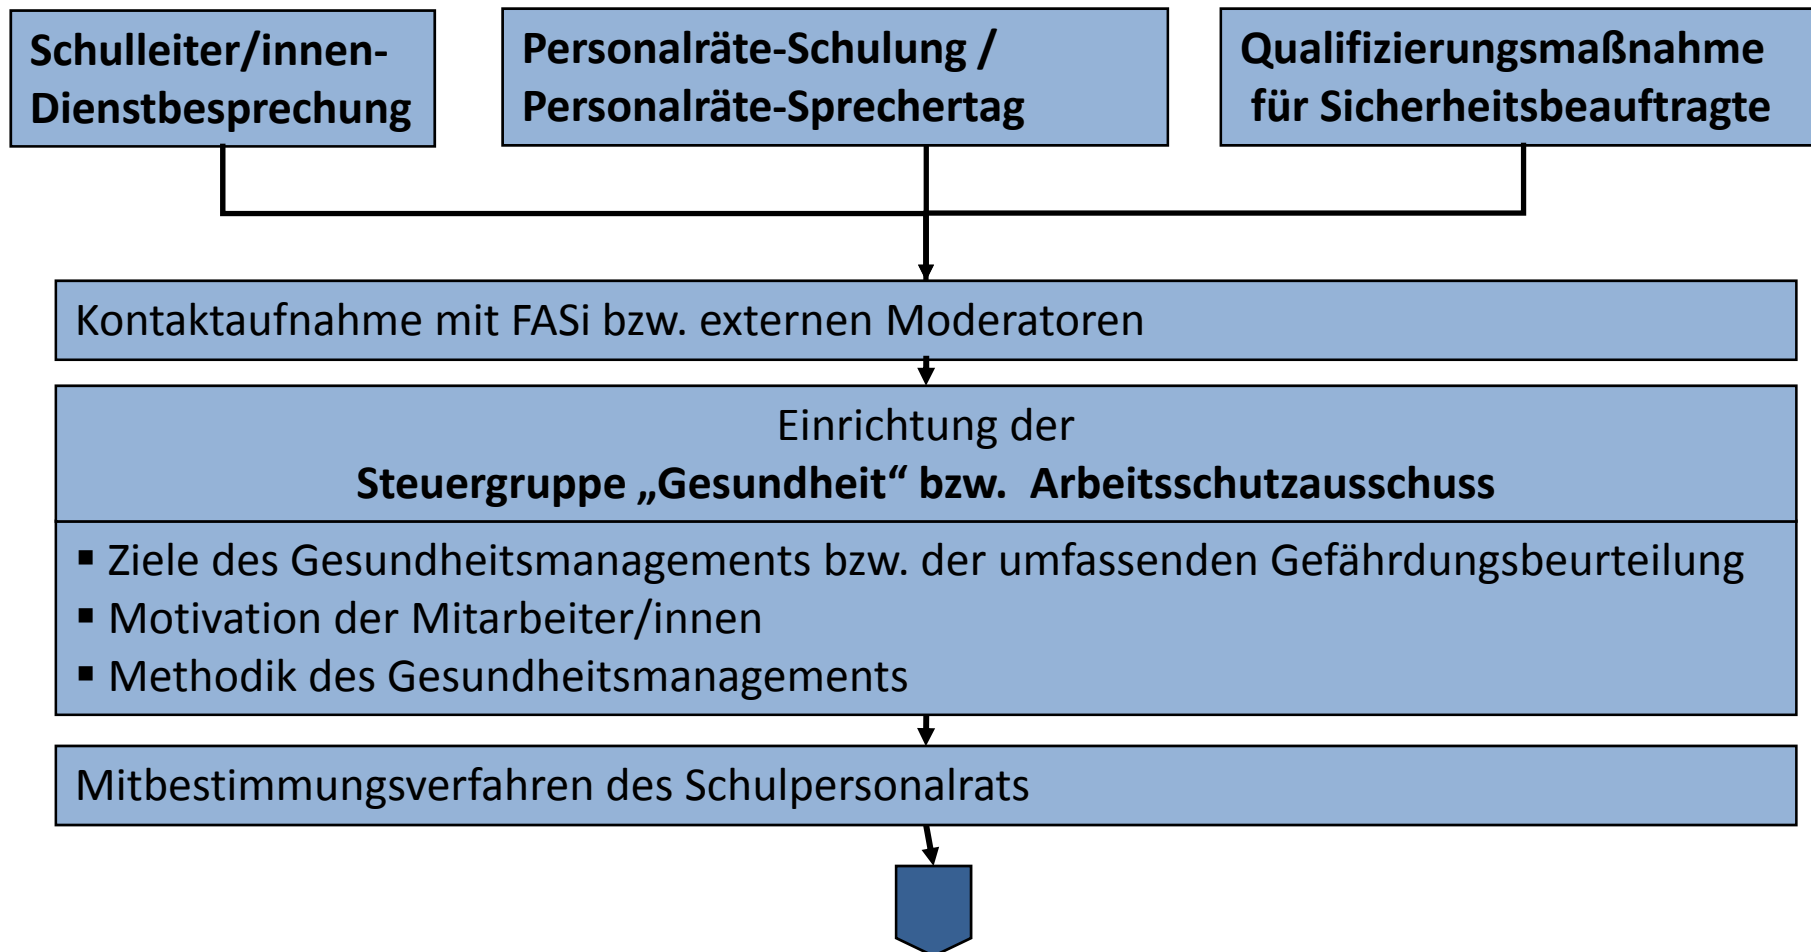 Schulleiter/innen-
Dienstbesprechung
Personalräte-Schulung /
Personalräte-Sprechertag
Qualifizierungsmaßnahme
für Sicherheitsbeauftragte
Kontaktaufnahme mit FASi bzw. externen Moderatoren
Einrichtung der
Steuergruppe „Gesundheit“ bzw. Arbeitsschutzausschuss
▪ Ziele des Gesundheitsmanagements bzw. der umfassenden Gefährdungsbeurteilung
▪ Motivation der Mitarbeiter/innen
▪ Methodik des Gesundheitsmanagements
Mitbestimmungsverfahren des Schulpersonalrats